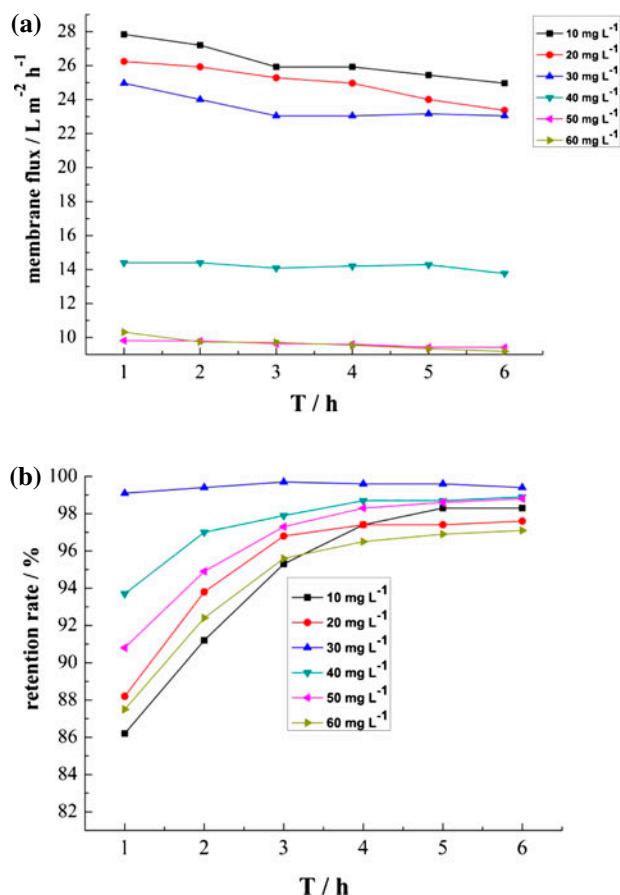 (a)
membrane flux / L m⁻² h⁻¹
28
26
24
22
20
18
16
14
12
10
1 2 3 4 5 6
T / h
10 mg L⁻¹
20 mg L⁻¹
30 mg L⁻¹
40 mg L⁻¹
50 mg L⁻¹
60 mg L⁻¹
(b)
retention rate / %
100
98
96
94
92
90
88
86
84
82
1 2 3 4 5 6
T / h
10 mg L⁻¹
20 mg L⁻¹
30 mg L⁻¹
40 mg L⁻¹
50 mg L⁻¹
60 mg L⁻¹